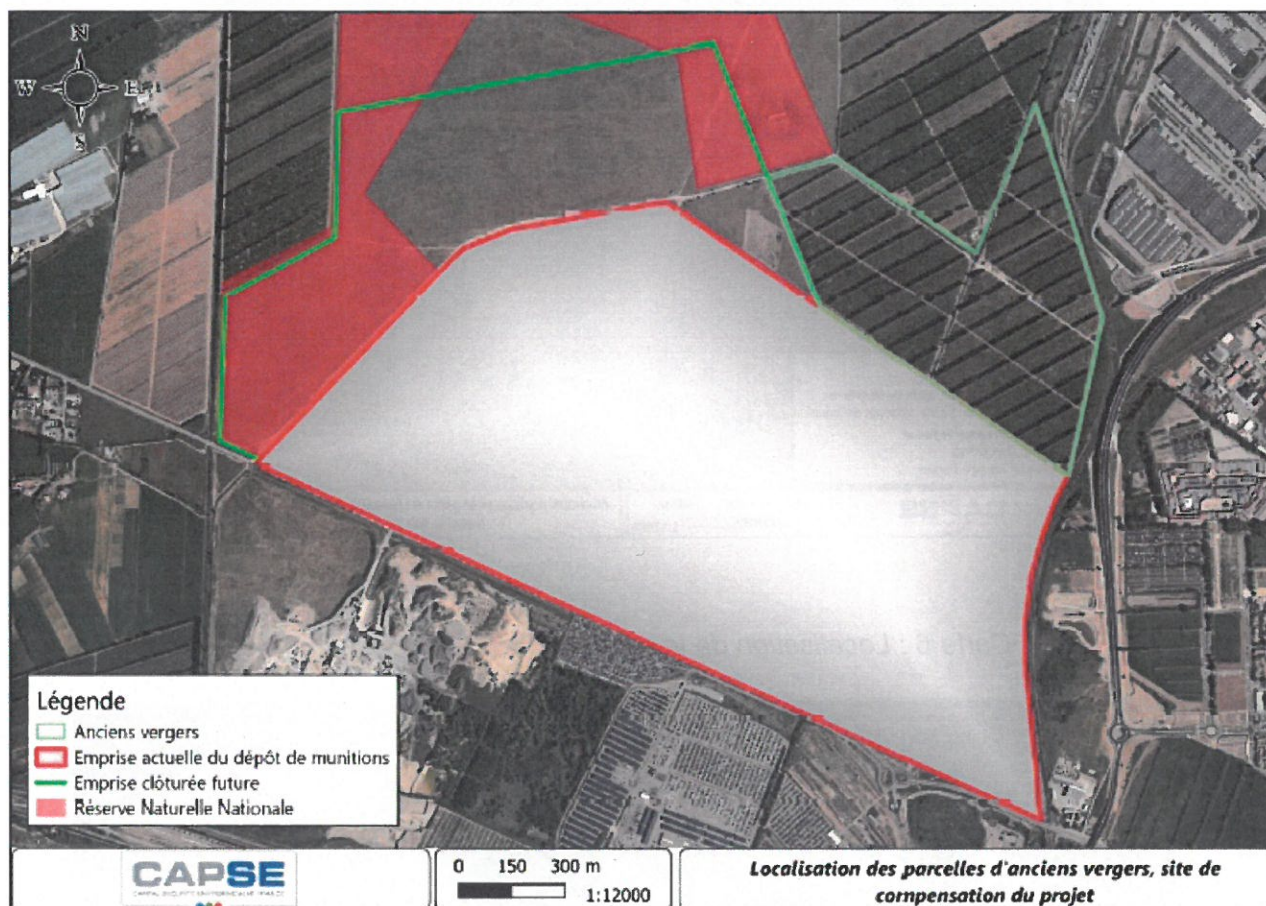 N
W
S
Légende
Anciens vergers
Emprise actuelle du dépôt de munitions
Emprise clôturée future
Réserve Naturelle Nationale
CAPSE
0 150 300 m
1:12000
Localisation des parcelles d'anciens vergers, site de
compensation du projet